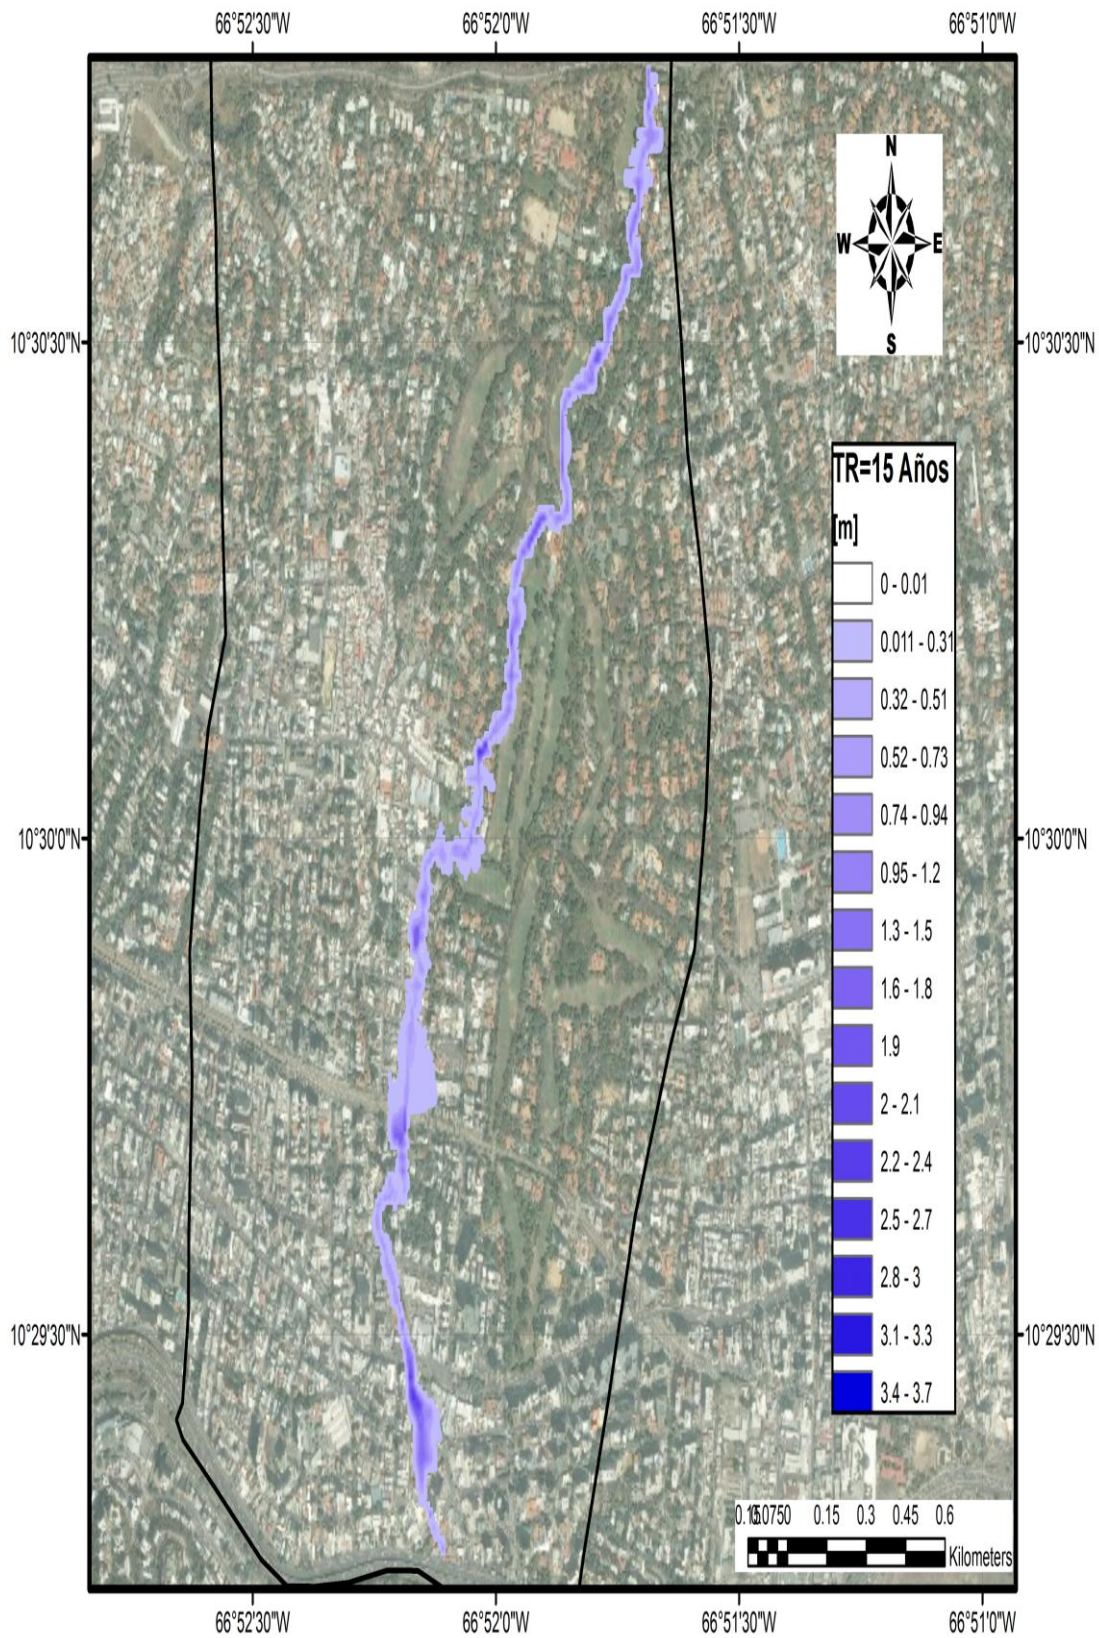 66°52'30"W 66°52'0"W 66°51'30"W 66°51'0"W
N
W E
S
10°30'30"N 10°30'30"N
TR=15 Años
[m]
0 - 0.01
0.011 - 0.31
0.32 - 0.51
0.52 - 0.73
0.74 - 0.94
10°30'0"N 10°30'0"N
0.95 - 1.2
1.3 - 1.5
1.6 - 1.8
1.9
2 - 2.1
2.2 - 2.4
2.5 - 2.7
2.8 - 3
10°29'30"N 10°29'30"N
3.1 - 3.3
3.4 - 3.7
0.15 0.3 0.45 0.6
Kilometers
66°52'30"W 66°52'0"W 66°51'30"W 66°51'0"W